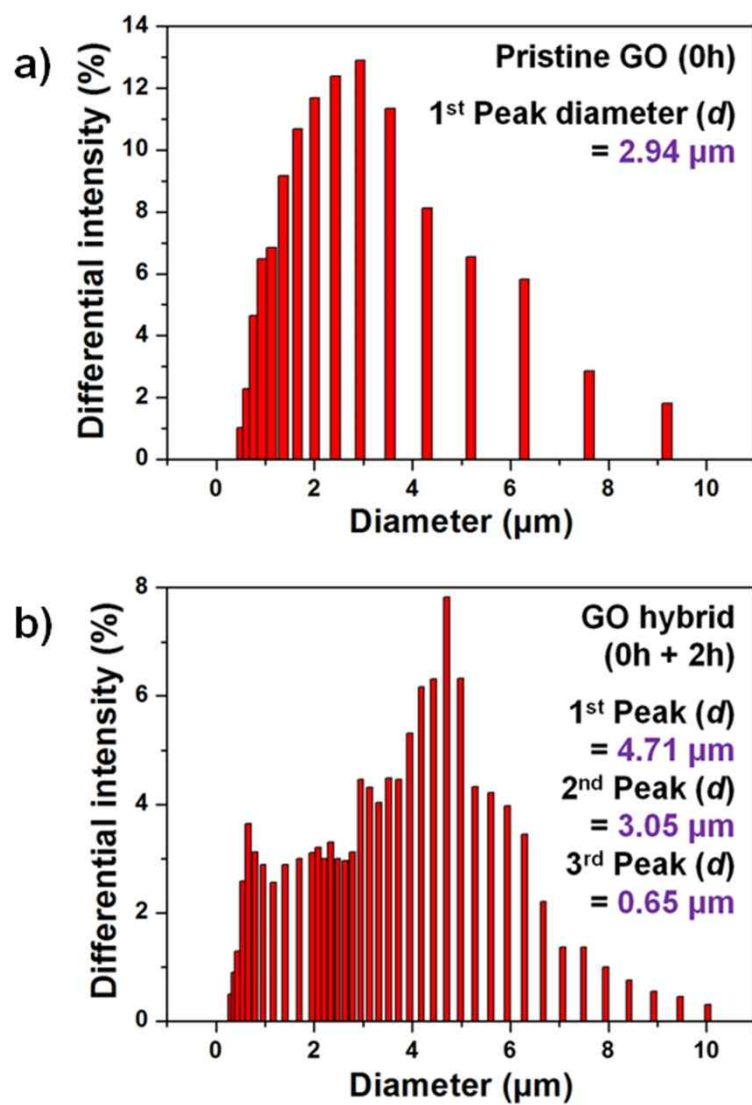 a)
Differential intensity (%)
14
12
10
8
6
4
2
0
Pristine GO (0h)
1st Peak diameter (d)
= 2.94 µm
0 2 4 6 8 10
Diameter (µm)
b)
Differential intensity (%)
8
6
4
2
0
GO hybrid
(0h + 2h)
1st Peak (d)
= 4.71 µm
2nd Peak (d)
= 3.05 µm
3rd Peak (d)
= 0.65 µm
0 2 4 6 8 10
Diameter (µm)